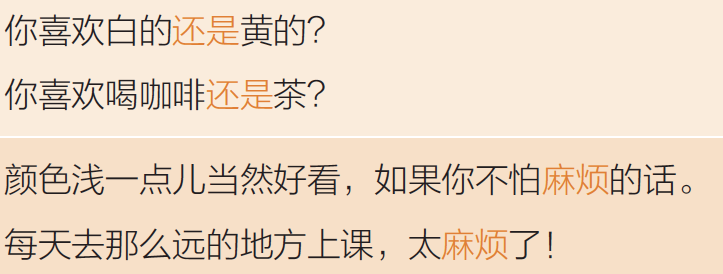 你喜欢白的还是黄的?
你喜欢喝咖啡还是茶?
颜色浅一点儿当然好看，如果你不怕麻烦的话。
每天去那么远的地方上课，太麻烦了!